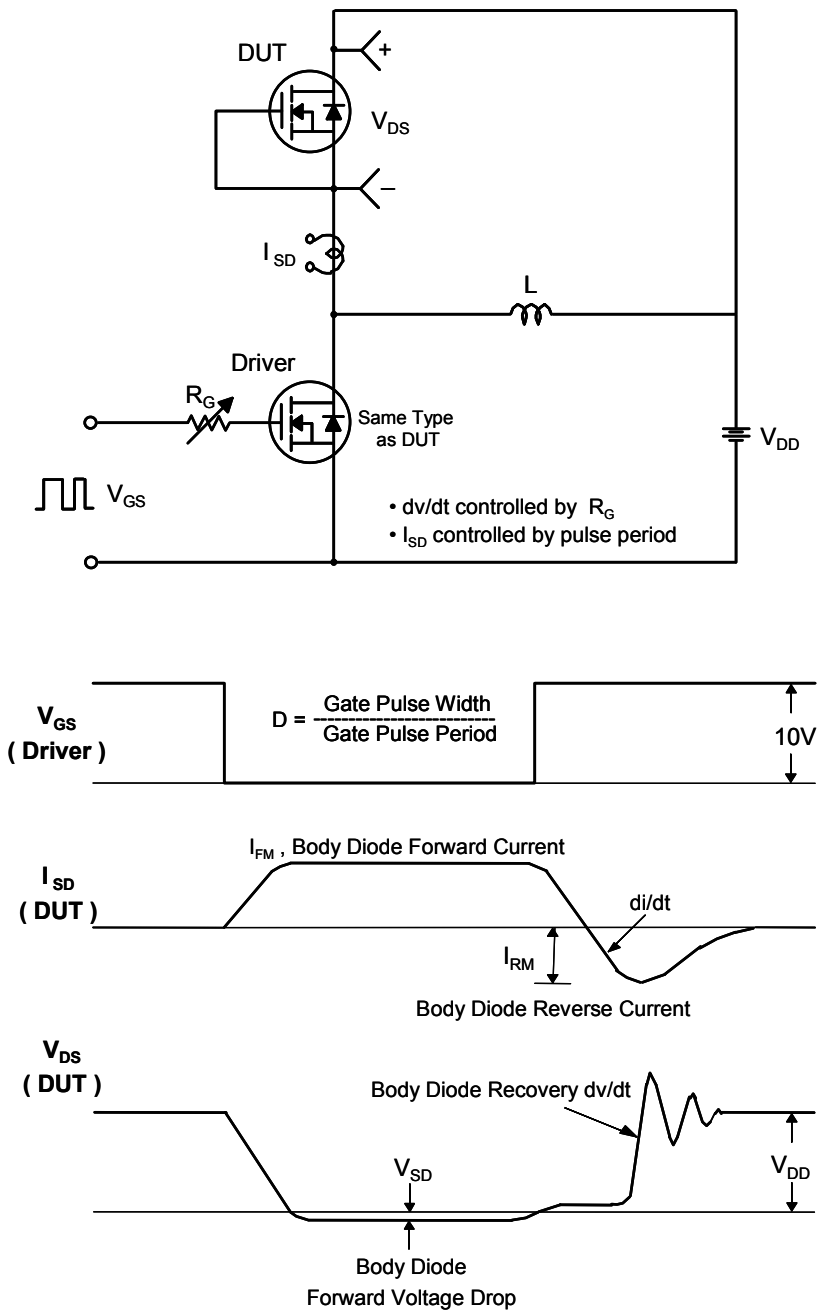 DUT
+
V_DS
–
I_SD
L
Driver
R_G
Same Type
as DUT
V_DD
V_GS
• dv/dt controlled by R_G
• I_SD controlled by pulse period
V_GS
( Driver )
D = Gate Pulse Width
Gate Pulse Period
10V
I_FM , Body Diode Forward Current
I_SD
( DUT )
di/dt
I_RM
Body Diode Reverse Current
V_DS
( DUT )
Body Diode Recovery dv/dt
V_SD
V_DD
Body Diode
Forward Voltage Drop